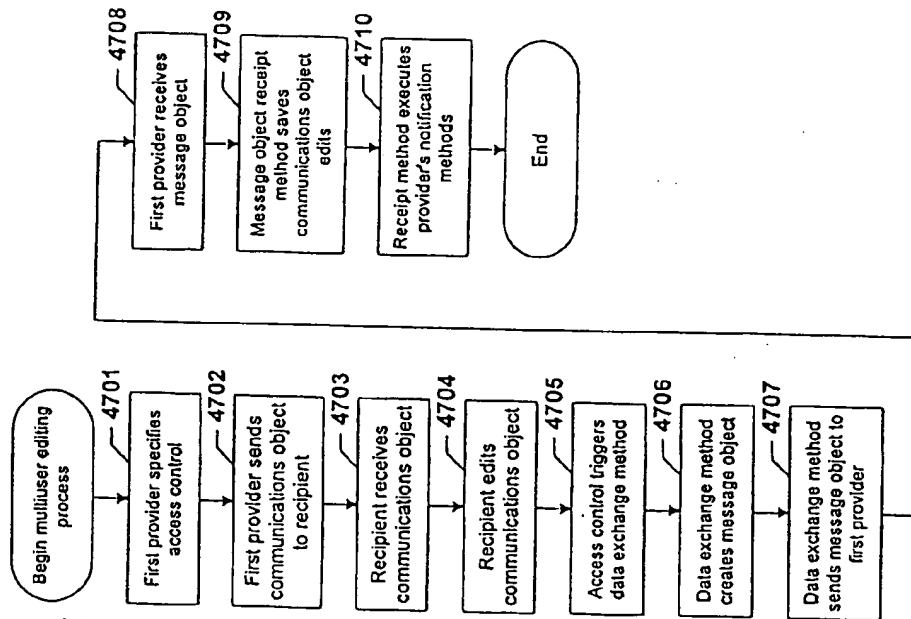 Begin multiuser editing
process
4701
First provider specifies
access control
4702
First provider sends
communications object
to recipient
4703
Recipient receives
communications object
4704
Recipient edits
communications object
4705
Access control triggers
data exchange method
4706
Data exchange method
creates message object
4707
Data exchange method
sends message object to
first provider
4708
First provider receives
message object
4709
Message object receipt
method saves
communications object
edits
4710
Receipt method executes
provider's notification
methods
End